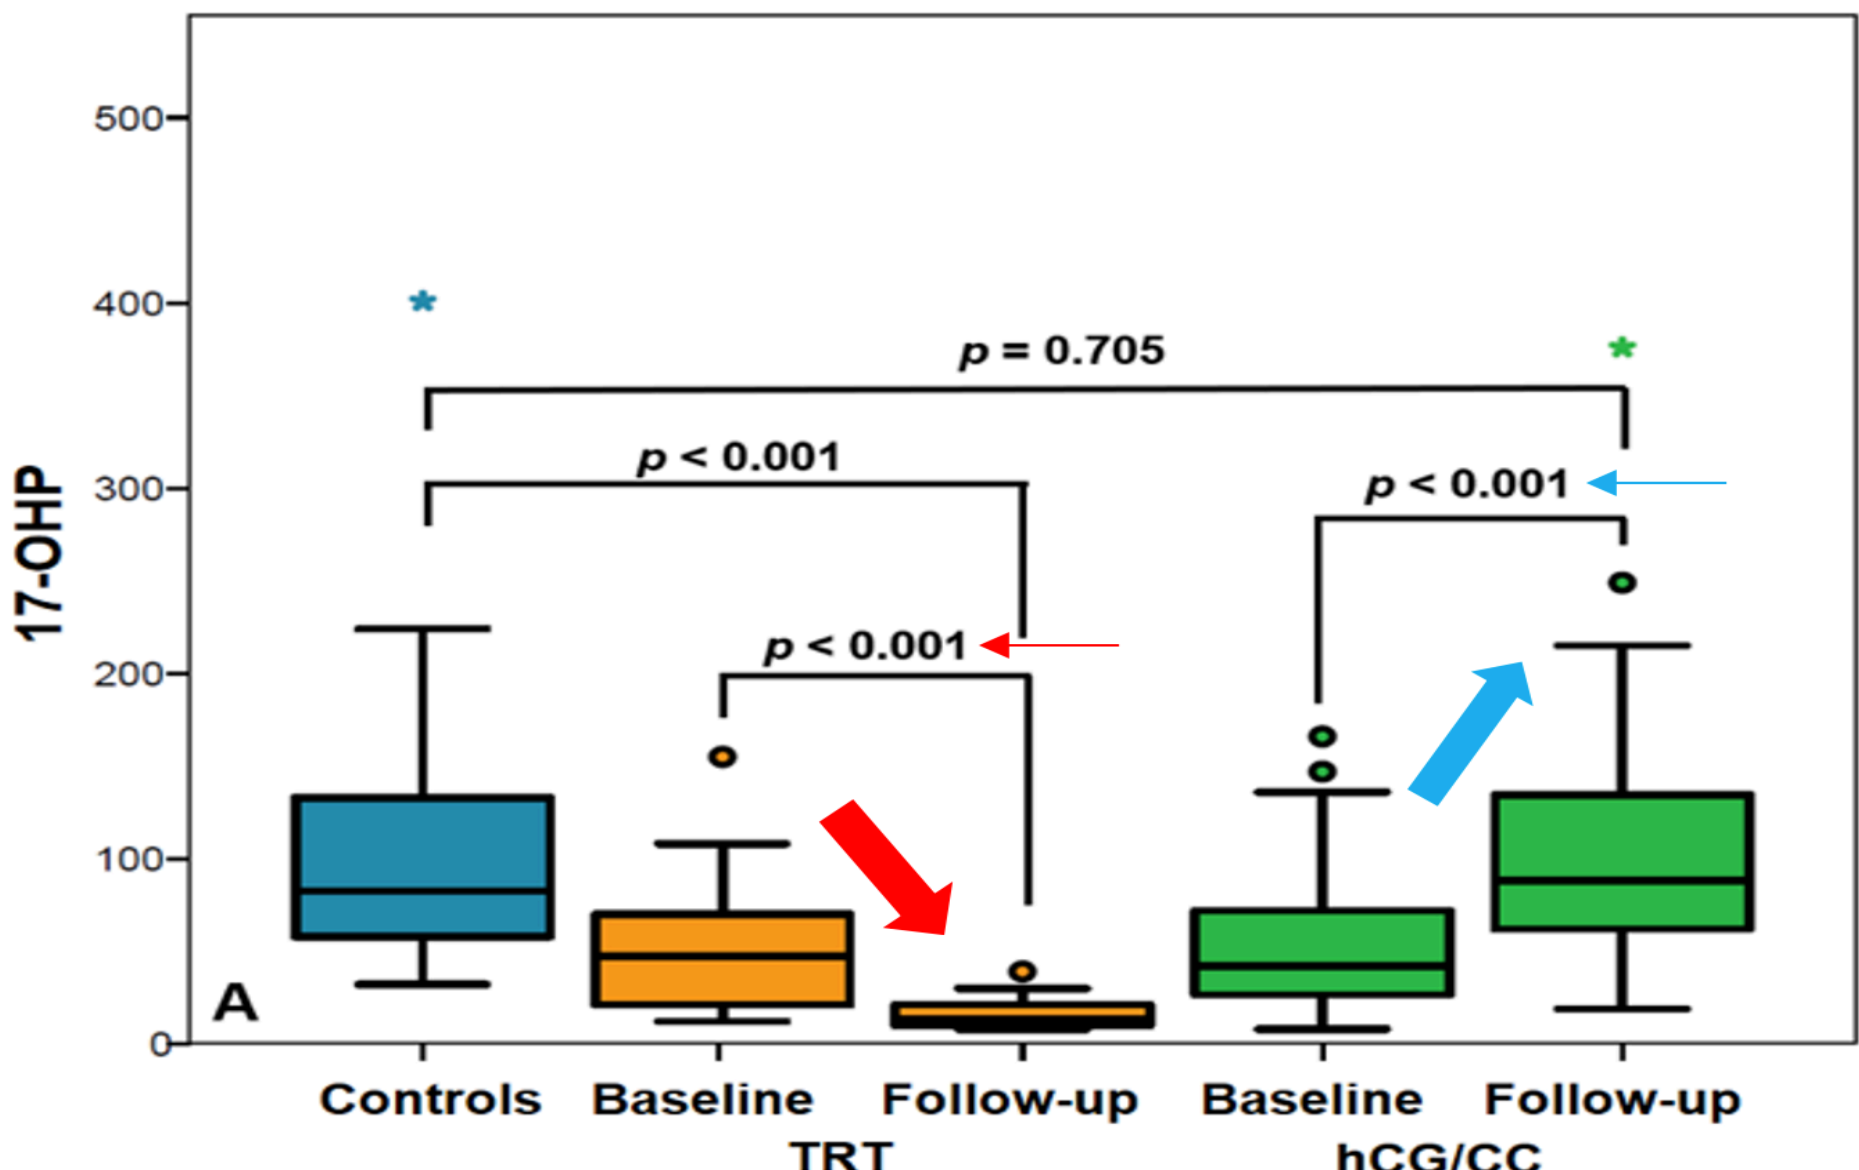 500
400
300
200
100
0
17-OHP
p = 0.705
p < 0.001
p < 0.001
p < 0.001
A
Controls Baseline Follow-up Baseline Follow-up
TRT hCG/CC